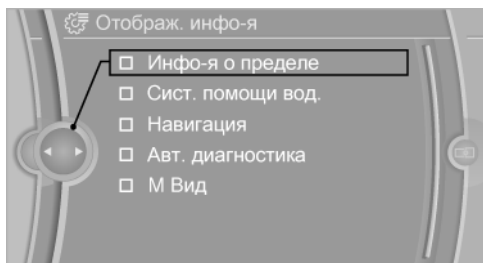 Отображ. инфо-я
Инфо-я о пределе
Сист. помощи вод.
Навигация
Авт. диагностика
М Вид